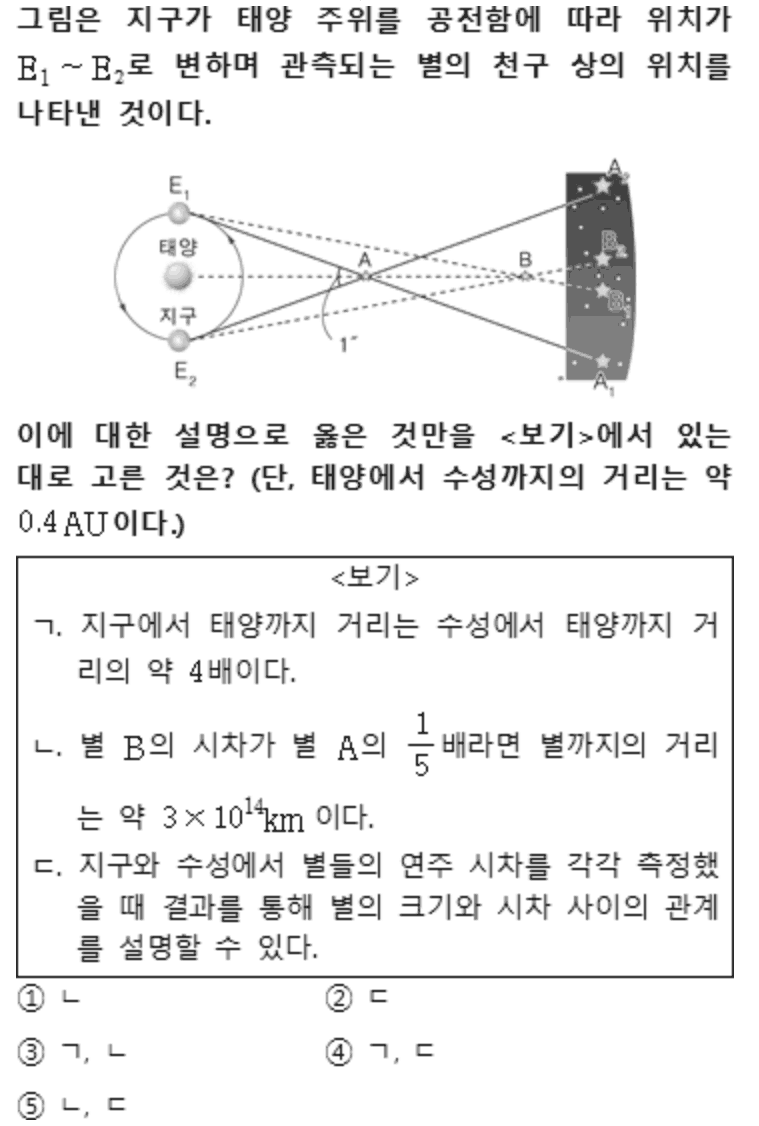 그림은 지구가 태양 주위를 공전함에 따라 위치가
E₁ ~ E₂로 변하며 관측되는 별의 천구 상의 위치를
나타낸 것이다.
E₁
태양
지구
E₂
A
B
1″
A₂
B₂
B₁
A₁
이에 대한 설명으로 옳은 것만을 <보기>에서 있는
대로 고른 것은? (단, 태양에서 수성까지의 거리는 약
0.4AU이다.)
<보기>
ㄱ. 지구에서 태양까지 거리는 수성에서 태양까지 거
리의 약 4배이다.
ㄴ. 별 B의 시차가 별 A의 1/5배라면 별까지의 거리
는 약 3×10¹⁴km 이다.
ㄷ. 지구와 수성에서 별들의 연주 시차를 각각 측정했
을 때 결과를 통해 별의 크기와 시차 사이의 관계
를 설명할 수 있다.
① ㄴ ② ㄷ
③ ㄱ, ㄴ ④ ㄱ, ㄷ
⑤ ㄴ, ㄷ